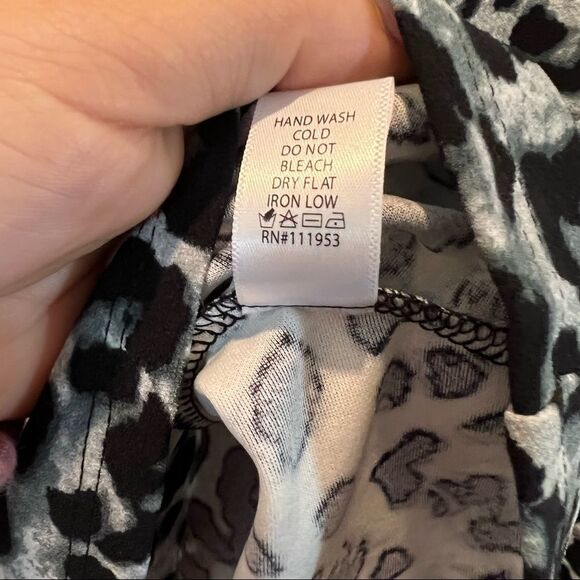 HAND WASH
COLD
DO NOT
BLEACH
DRY FLAT
IRON LOW
RN#111953